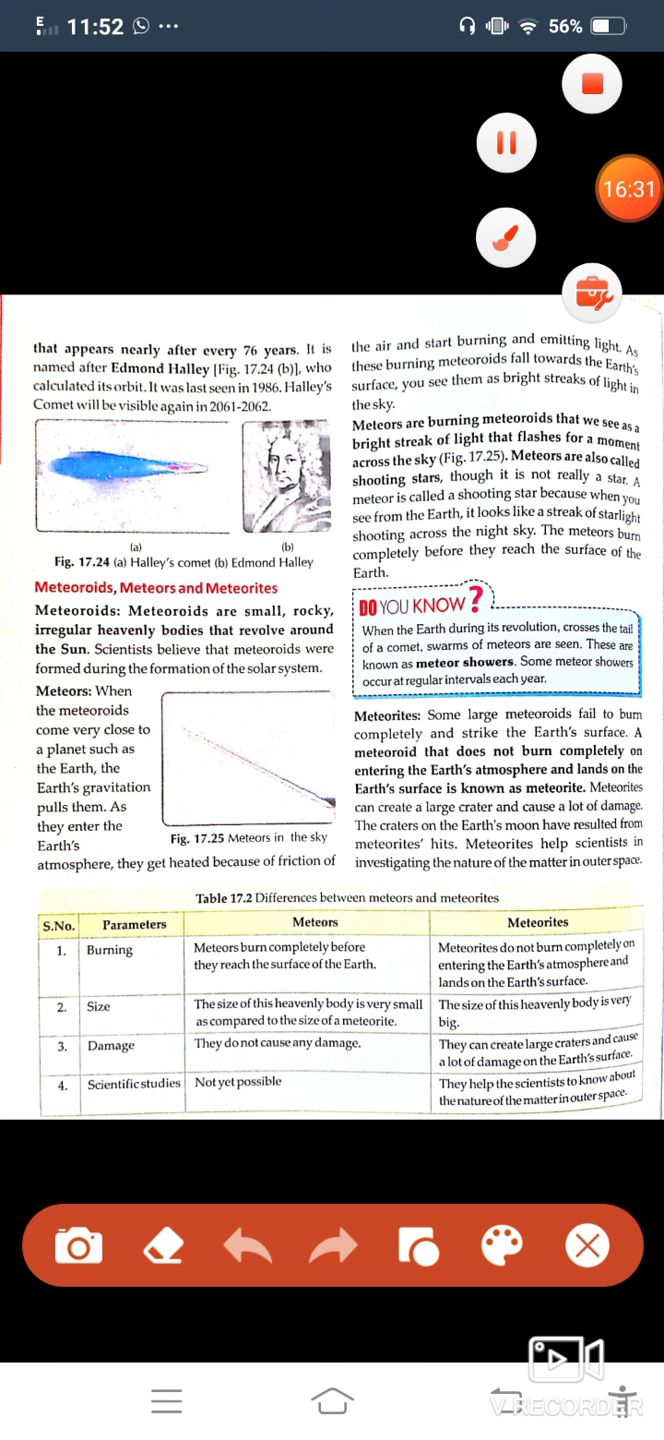 E
11:52
56%
16:31
that appears nearly after every 76 years. It is
named after Edmond Halley [Fig. 17.24 (b)], who
calculated its orbit. It was last seen in 1986. Halley's
Comet will be visible again in 2061-2062.
(a)
(b)
Fig. 17.24 (a) Halley's comet (b) Edmond Halley
Meteoroids, Meteors and Meteorites
Meteoroids: Meteoroids are small, rocky,
irregular heavenly bodies that revolve around
the Sun. Scientists believe that meteoroids were
formed during the formation of the solar system.
Meteors: When
the meteoroids
come very close to
a planet such as
the Earth, the
Earth's gravitation
pulls them. As
they enter the
Earth's
Fig. 17.25 Meteors in the sky
atmosphere, they get heated because of friction of
the air and start burning and emitting light. As
these burning meteoroids fall towards the Earth's
surface, you see them as bright streaks of light in
the sky.
Meteors are burning meteoroids that we see as a
bright streak of light that flashes for a moment
across the sky (Fig. 17.25). Meteors are also called
shooting stars, though it is not really a star. A
meteor is called a shooting star because when you
see from the Earth, it looks like a streak of starlight
shooting across the night sky. The meteors burn
completely before they reach the surface of the
Earth.
DO YOU KNOW ?
When the Earth during its revolution, crosses the tail
of a comet, swarms of meteors are seen. These are
known as meteor showers. Some meteor showers
occur at regular intervals each year.
Meteorites: Some large meteoroids fail to burn
completely and strike the Earth's surface. A
meteoroid that does not burn completely on
entering the Earth's atmosphere and lands on the
Earth's surface is known as meteorite. Meteorites
can create a large crater and cause a lot of damage.
The craters on the Earth's moon have resulted from
meteorites' hits. Meteorites help scientists in
investigating the nature of the matter in outer space.
Table 17.2 Differences between meteors and meteorites
S.No. Parameters Meteors Meteorites
1. Burning Meteors burn completely before
they reach the surface of the Earth.
Meteorites do not burn completely on
entering the Earth's atmosphere and
lands on the Earth's surface.
2. Size The size of this heavenly body is very small
as compared to the size of a meteorite.
The size of this heavenly body is very
big.
3. Damage They do not cause any damage.
They can create large craters and cause
a lot of damage on the Earth's surface.
4. Scientific studies Not yet possible
They help the scientists to know about
the nature of the matter in outer space.
V RECORDER